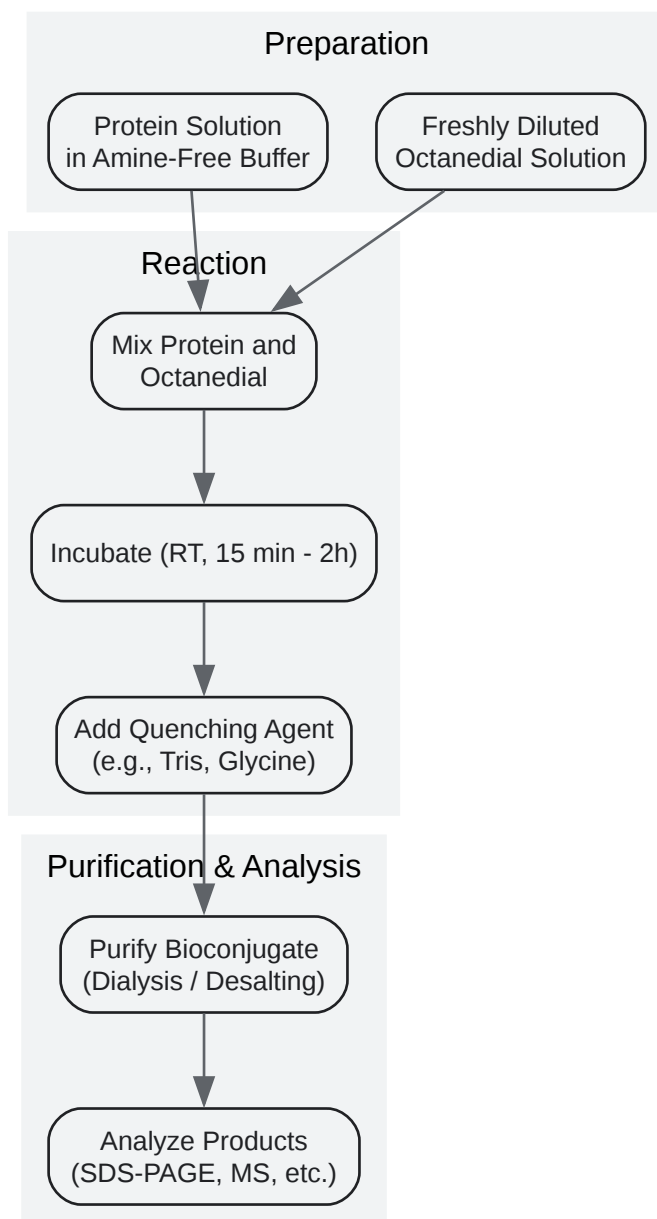 Preparation
Protein Solution
in Amine-Free Buffer
Freshly Diluted
Octanedial Solution
Reaction
Mix Protein and
Octanedial
Incubate (RT, 15 min - 2h)
Add Quenching Agent
(e.g., Tris, Glycine)
Purification & Analysis
Purify Bioconjugate
(Dialysis / Desalting)
Analyze Products
(SDS-PAGE, MS, etc.)